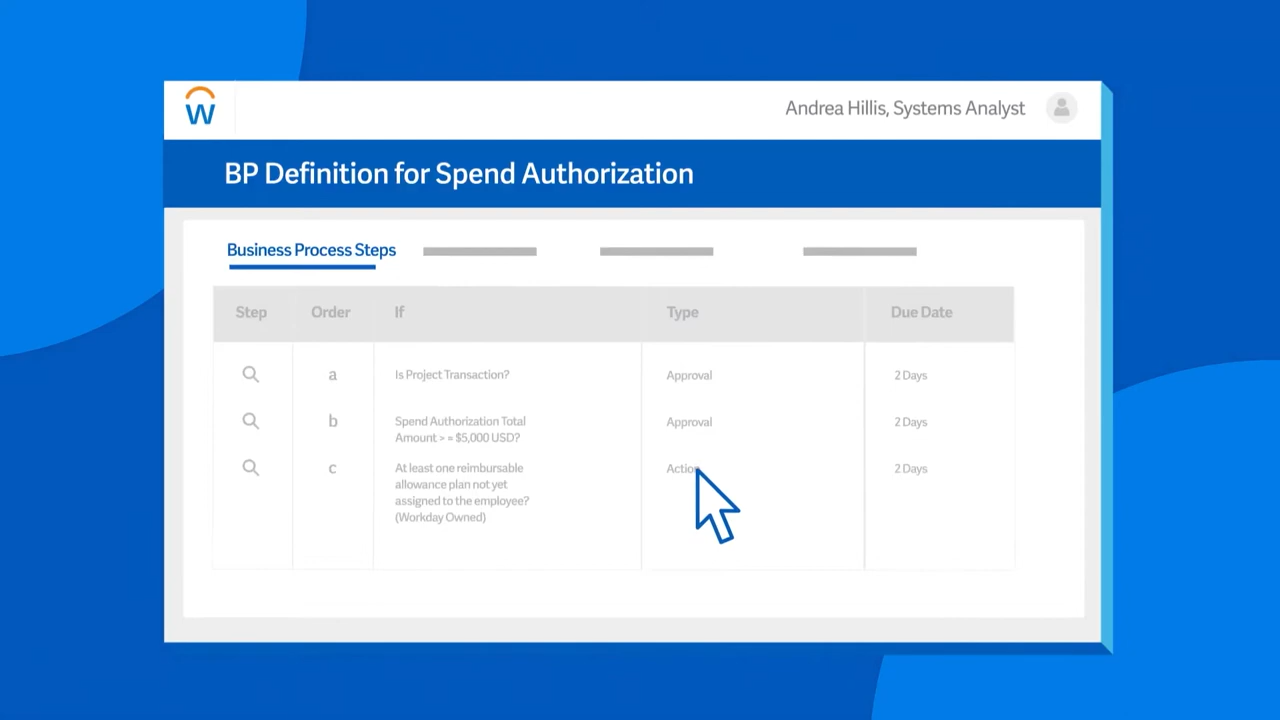 W
Andrea Hillis, Systems Analyst
BP Definition for Spend Authorization
Business Process Steps
Step Order If Type Due Date
a Is Project Transaction? Approval 2 Days
b Spend Authorization Total Approval 2 Days
Amount > = $5,000 USD?
c At least one reimbursable Action 2 Days
allowance plan not yet
assigned to the employee?
(Workday Owned)